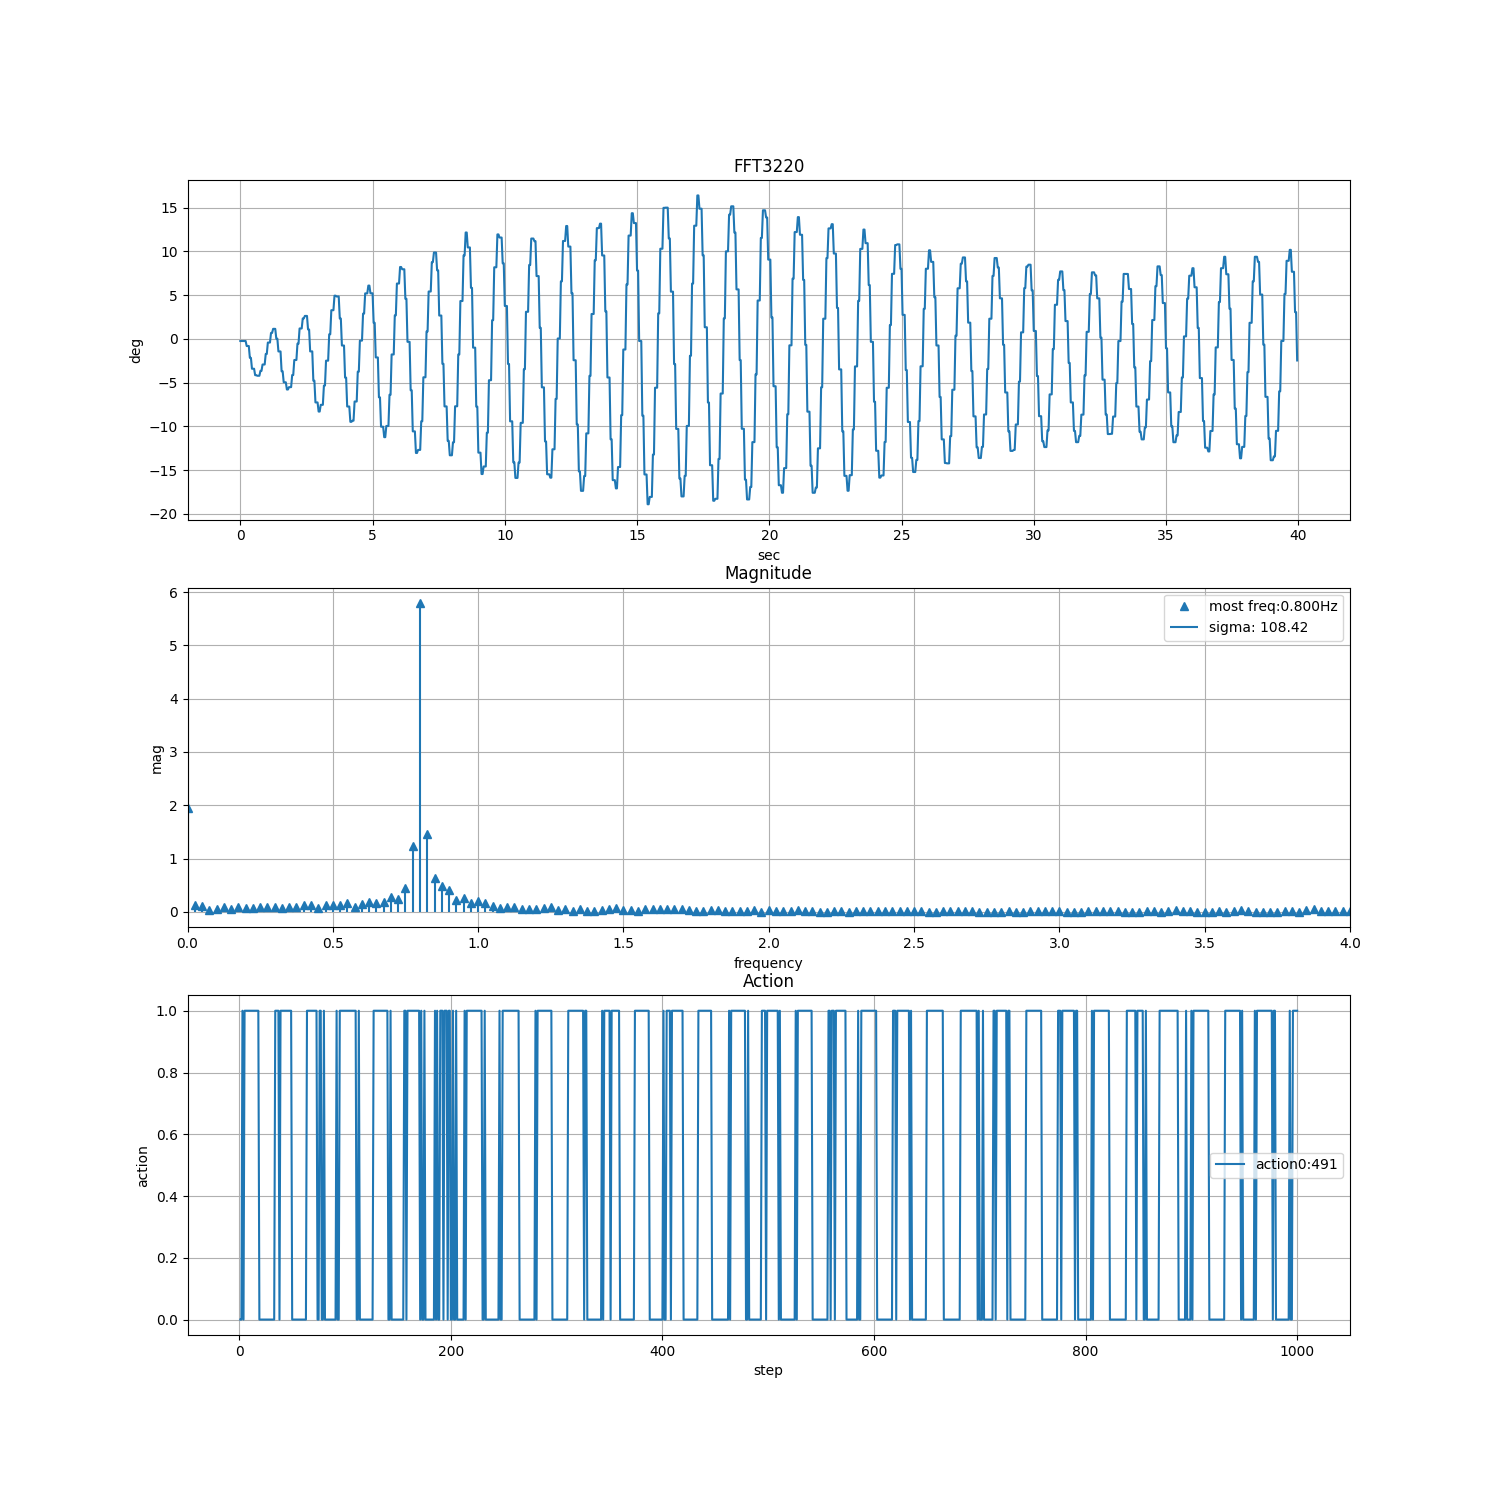 FFT3220
15
10
5
0
−5
−10
−15
−20
deg
0 5 10 15 20 25 30 35 40
sec
Magnitude
6
5
4
3
2
1
0
mag
most freq:0.800Hz
sigma: 108.42
0.0 0.5 1.0 1.5 2.0 2.5 3.0 3.5 4.0
frequency
Action
1.0
0.8
0.6
0.4
0.2
0.0
action
action0:491
0 200 400 600 800 1000
step